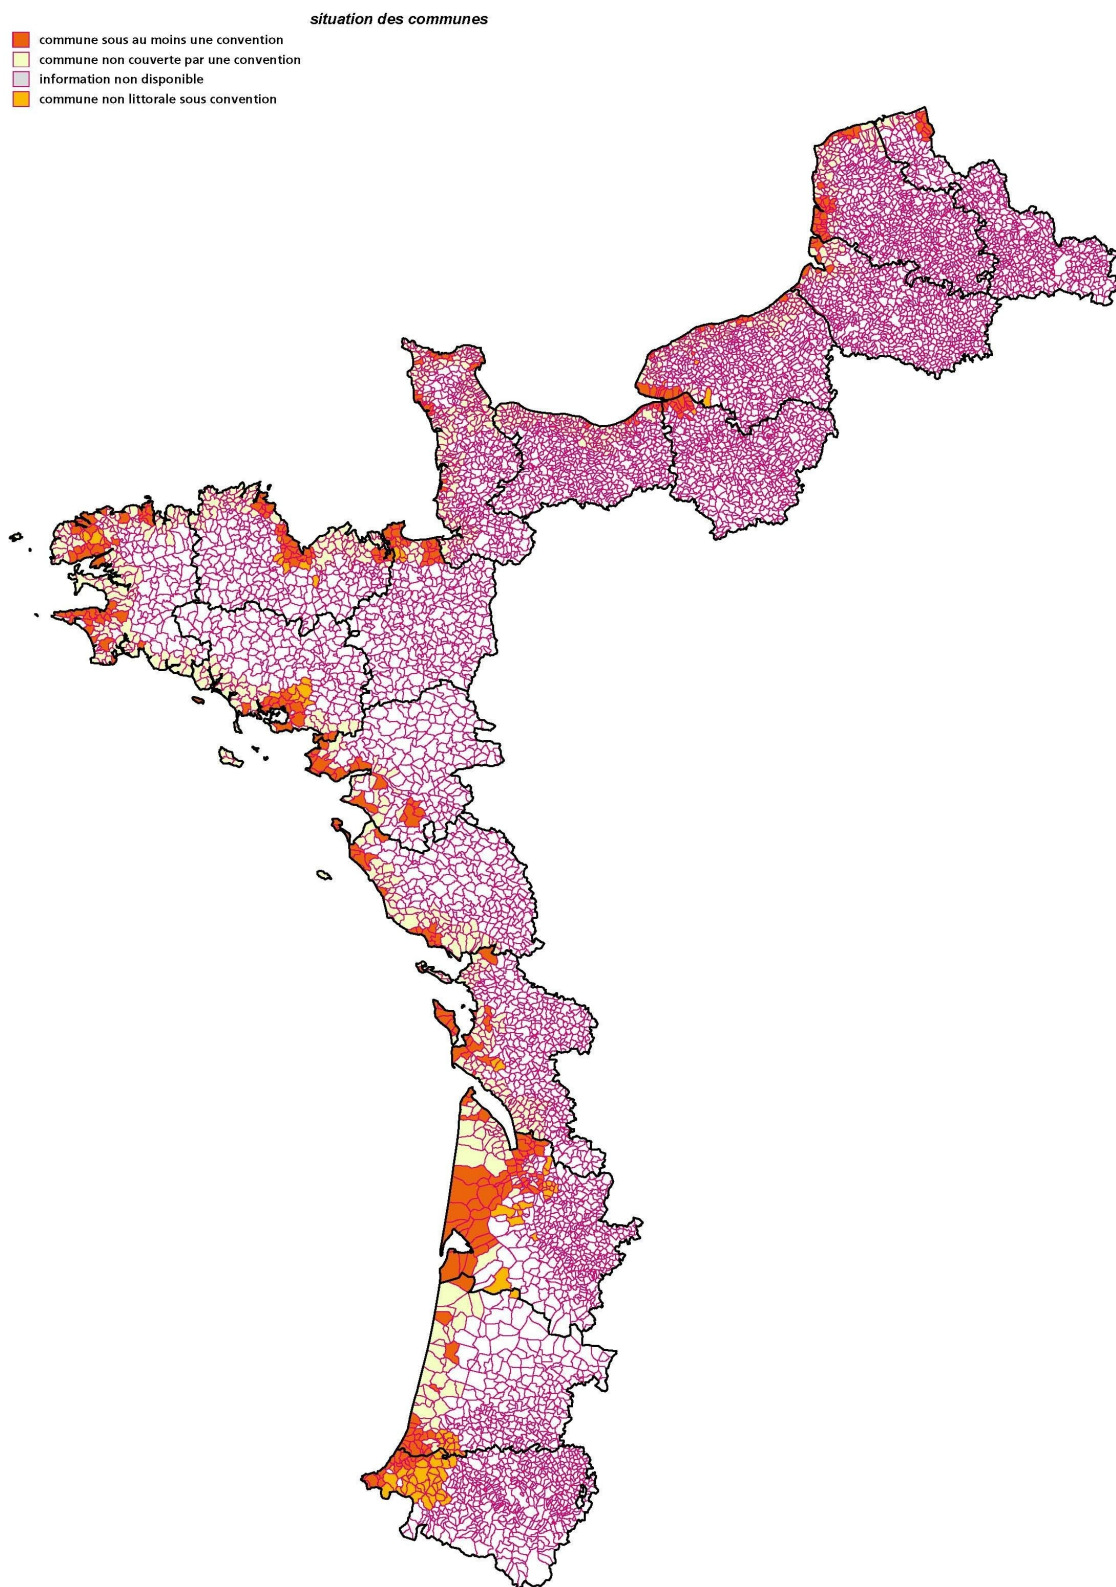 situation des communes
commune sous au moins une convention
commune non couverte par une convention
information non disponible
commune non littorale sous convention